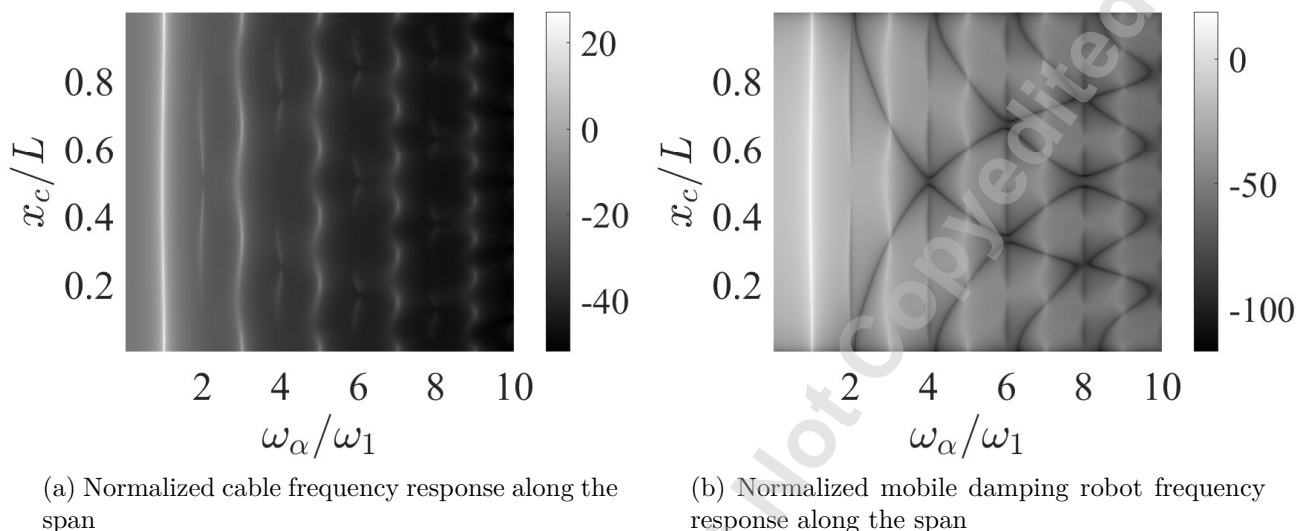 0.8
0.6
0.4
0.2
x_c/L
2 4 6 8 10
ω_α/ω_1
20
0
-20
-40
(a) Normalized cable frequency response along the
span
0.8
0.6
0.4
0.2
x_c/L
2 4 6 8 10
ω_α/ω_1
0
-50
-100
(b) Normalized mobile damping robot frequency
response along the span
Not Copyedited